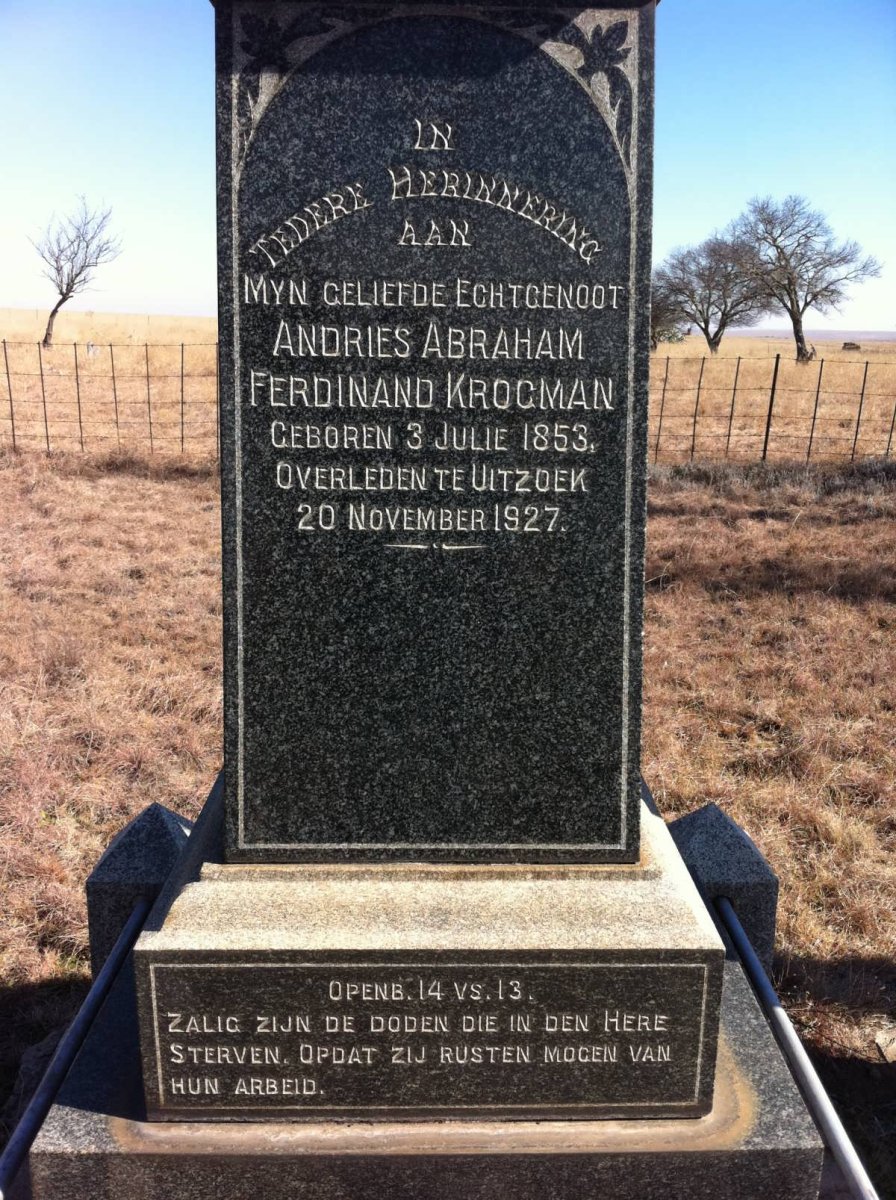 IN
TEDERE HERINNERING
AAN
MYN GELIEFDE ECHTGENOOT
ANDRIES ABRAHAM
FERDINAND KROGMAN
GEBOREN 3 JULIE 1853,
OVERLEDEN TE UITZOEK
20 NOVEMBER 1927.
OPENB. 14 VS. 13.
ZALIG ZIJN DE DODEN DIE IN DEN HERE
STERVEN. OPDAT ZIJ RUSTEN MOGEN VAN
HUN ARBEID.